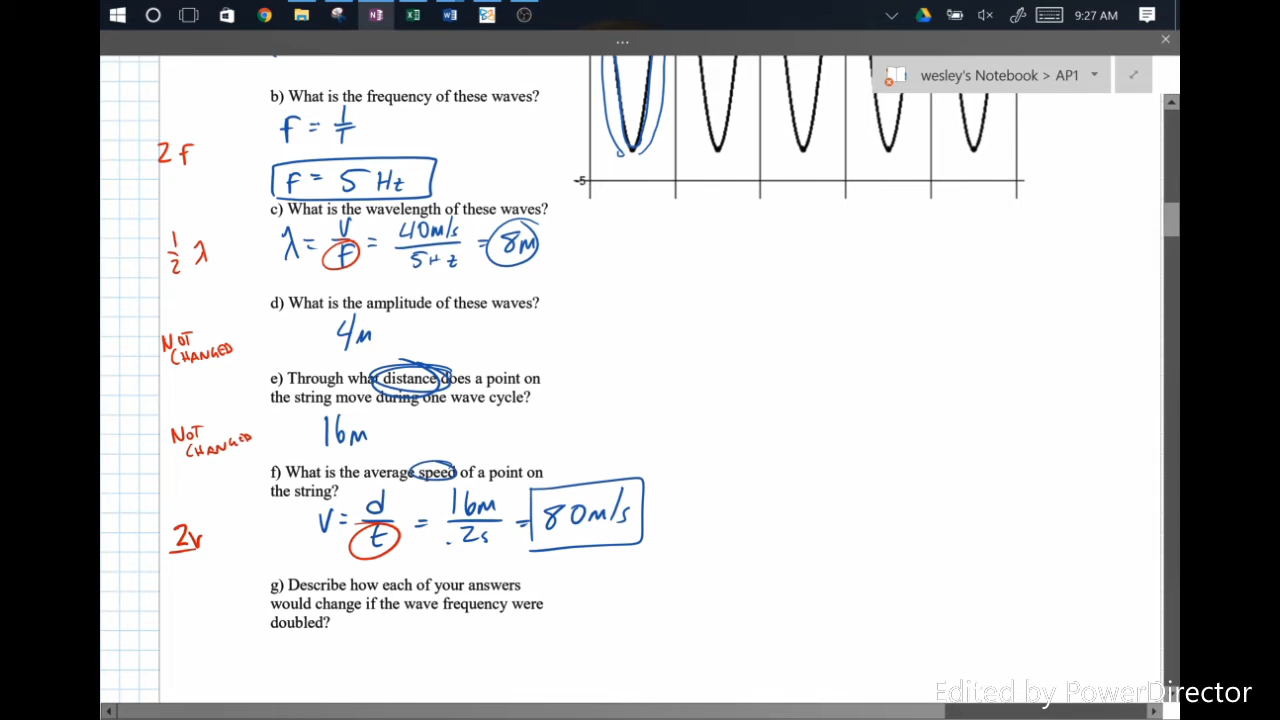 9:27 AM
...
wesley's Notebook > AP1
b) What is the frequency of these waves?
f = 1/T
2f
f = 5 Hz
-5
c) What is the wavelength of these waves?
λ = v/f = 40m/s / 5Hz = 8m
1/2 λ
d) What is the amplitude of these waves?
4m
NOT CHANGED
e) Through what distance does a point on
the string move during one wave cycle?
16m
NOT CHANGED
f) What is the average speed of a point on
the string?
v = d/t = 16m/.2s = 80m/s
2v
g) Describe how each of your answers
would change if the wave frequency were
doubled?
Edited by PowerDirector